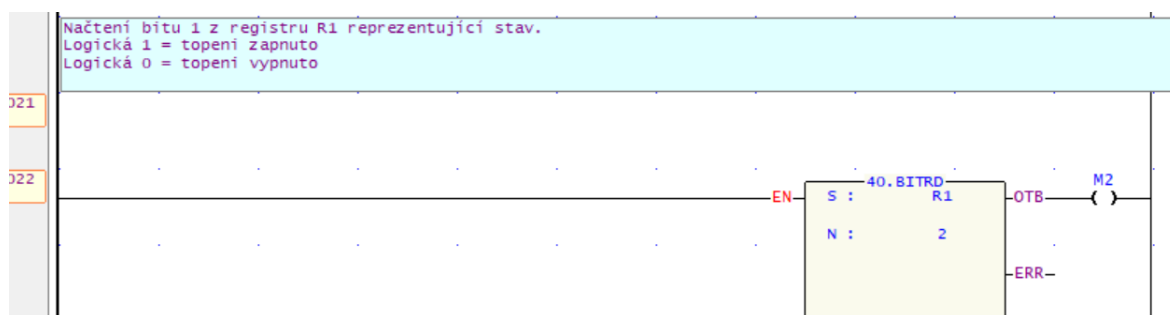 Načtení bitu 1 z registru R1 reprezentující stav.
Logická 1 = topení zapnuto
Logická 0 = topení vypnuto
021
022
40.BITRD
M2
EN
S : R1
OTB
( )
N : 2
ERR